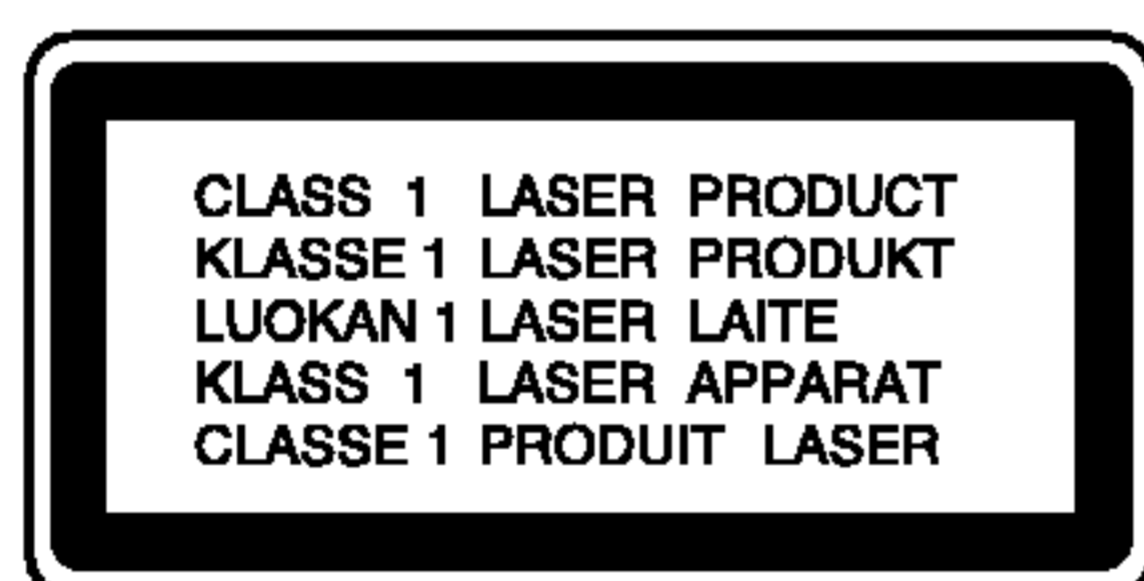 CLASS 1 LASER PRODUCT
KLASSE 1 LASER PRODUKT
LUOKAN 1 LASER LAITE
KLASS 1 LASER APPARAT
CLASSE 1 PRODUIT LASER